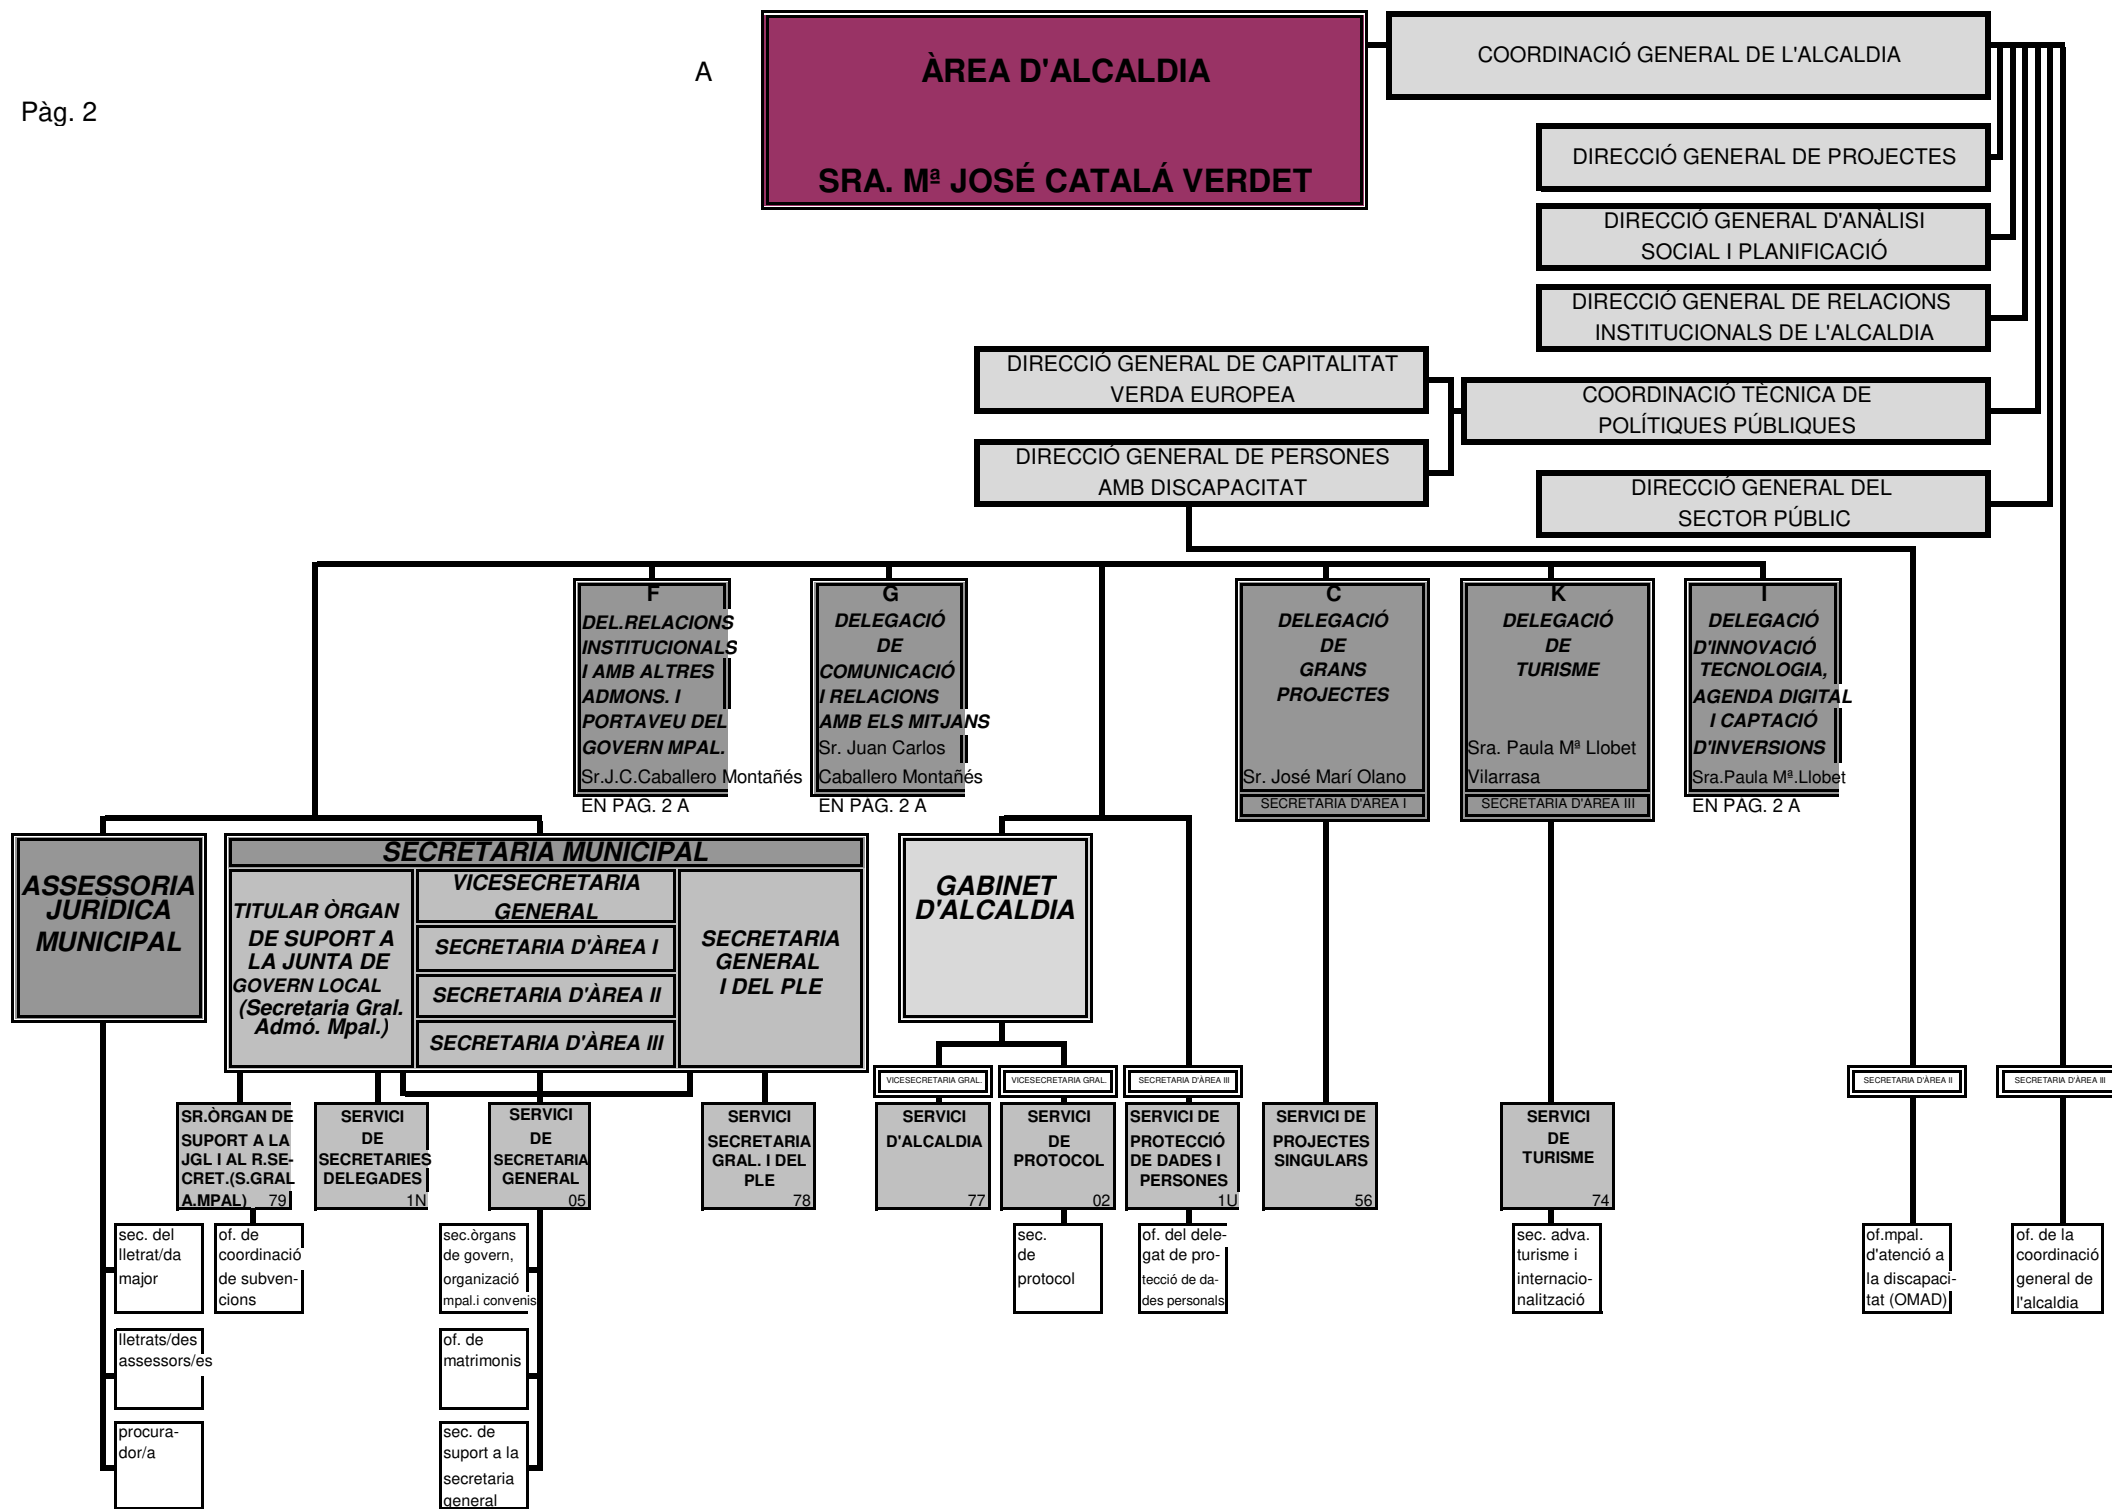 Pàg. 2
A
ÀREA D'ALCALDIA
SRA. Mª JOSÉ CATALÁ VERDET
COORDINACIÓ GENERAL DE L'ALCALDIA
DIRECCIÓ GENERAL DE PROJECTES
DIRECCIÓ GENERAL D'ANÀLISI
SOCIAL I PLANIFICACIÓ
DIRECCIÓ GENERAL DE RELACIONS
INSTITUCIONALS DE L'ALCALDIA
DIRECCIÓ GENERAL DE CAPITALITAT
VERDA EUROPEA
COORDINACIÓ TÈCNICA DE
POLÍTIQUES PÚBLIQUES
DIRECCIÓ GENERAL DE PERSONES
AMB DISCAPACITAT
DIRECCIÓ GENERAL DEL
SECTOR PÚBLIC
F
DEL.RELACIONS
INSTITUCIONALS
I AMB ALTRES
ADMONS. I
PORTAVEU DEL
GOVERN MPAL.
Sr.J.C.Caballero Montañés
EN PÀG. 2 A
G
DELEGACIÓ
DE
COMUNICACIÓ
I RELACIONS
AMB ELS MITJANS
Sr. Juan Carlos
Caballero Montañés
EN PÀG. 2 A
C
DELEGACIÓ
DE
GRANS
PROJECTES
Sr. José Marí Olano
SECRETARIA D'ÀREA I
K
DELEGACIÓ
DE
TURISME
Sra. Paula Mª Llobet
Vilarrasa
SECRETARIA D'ÀREA III
I
DELEGACIÓ
D'INNOVACIÓ
TECNOLOGIA,
AGENDA DIGITAL
I CAPTACIÓ
D'INVERSIONS
Sra.Paula Mª.Llobet
EN PÀG. 2 A
ASSESSORIA
JURÍDICA
MUNICIPAL
SECRETARIA MUNICIPAL
TITULAR ÒRGAN
DE SUPORT A
LA JUNTA DE
GOVERN LOCAL
(Secretaria Gral.
Admó. Mpal.)
VICESECRETARIA
GENERAL
SECRETARIA D'ÀREA I
SECRETARIA D'ÀREA II
SECRETARIA D'ÀREA III
SECRETARIA
GENERAL
I DEL PLE
GABINET
D'ALCALDIA
VICESECRETARIA GRAL.
VICESECRETARIA GRAL.
SECRETARIA D'ÀREA III
SECRETARIA D'ÀREA II
SECRETARIA D'ÀREA III
SR.ÒRGAN DE
SUPORT A LA
JGL I AL R.SE-
CRET.(S.GRAL
A.MPAL) 79
SERVICI
DE
SECRETARIES
DELEGADES
1N
SERVICI
DE
SECRETARIA
GENERAL
05
SERVICI
SECRETARIA
GRAL. I DEL
PLE
78
SERVICI
D'ALCALDIA
77
SERVICI
DE
PROTOCOL
02
SERVICI DE
PROTECCIÓ
DE DADES I
PERSONES
1U
SERVICI DE
PROJECTES
SINGULARS
56
SERVICI
DE
TURISME
74
sec. del
lletrat/da
major
of. de
coordinació
de subven-
cions
sec.òrgans
de govern,
organizació
mpal.i convenis
sec.
de
protocol
of. del dele-
gat de pro-
tecció de da-
des personals
sec. adva.
turisme i
internacio-
nalització
of.mpal.
d'atenció a
la discapaci-
tat (OMAD)
of. de la
coordinació
general de
l'alcaldia
lletrats/des
assessors/es
of. de
matrimonis
procura-
dor/a
sec. de
suport a la
secretaria
general